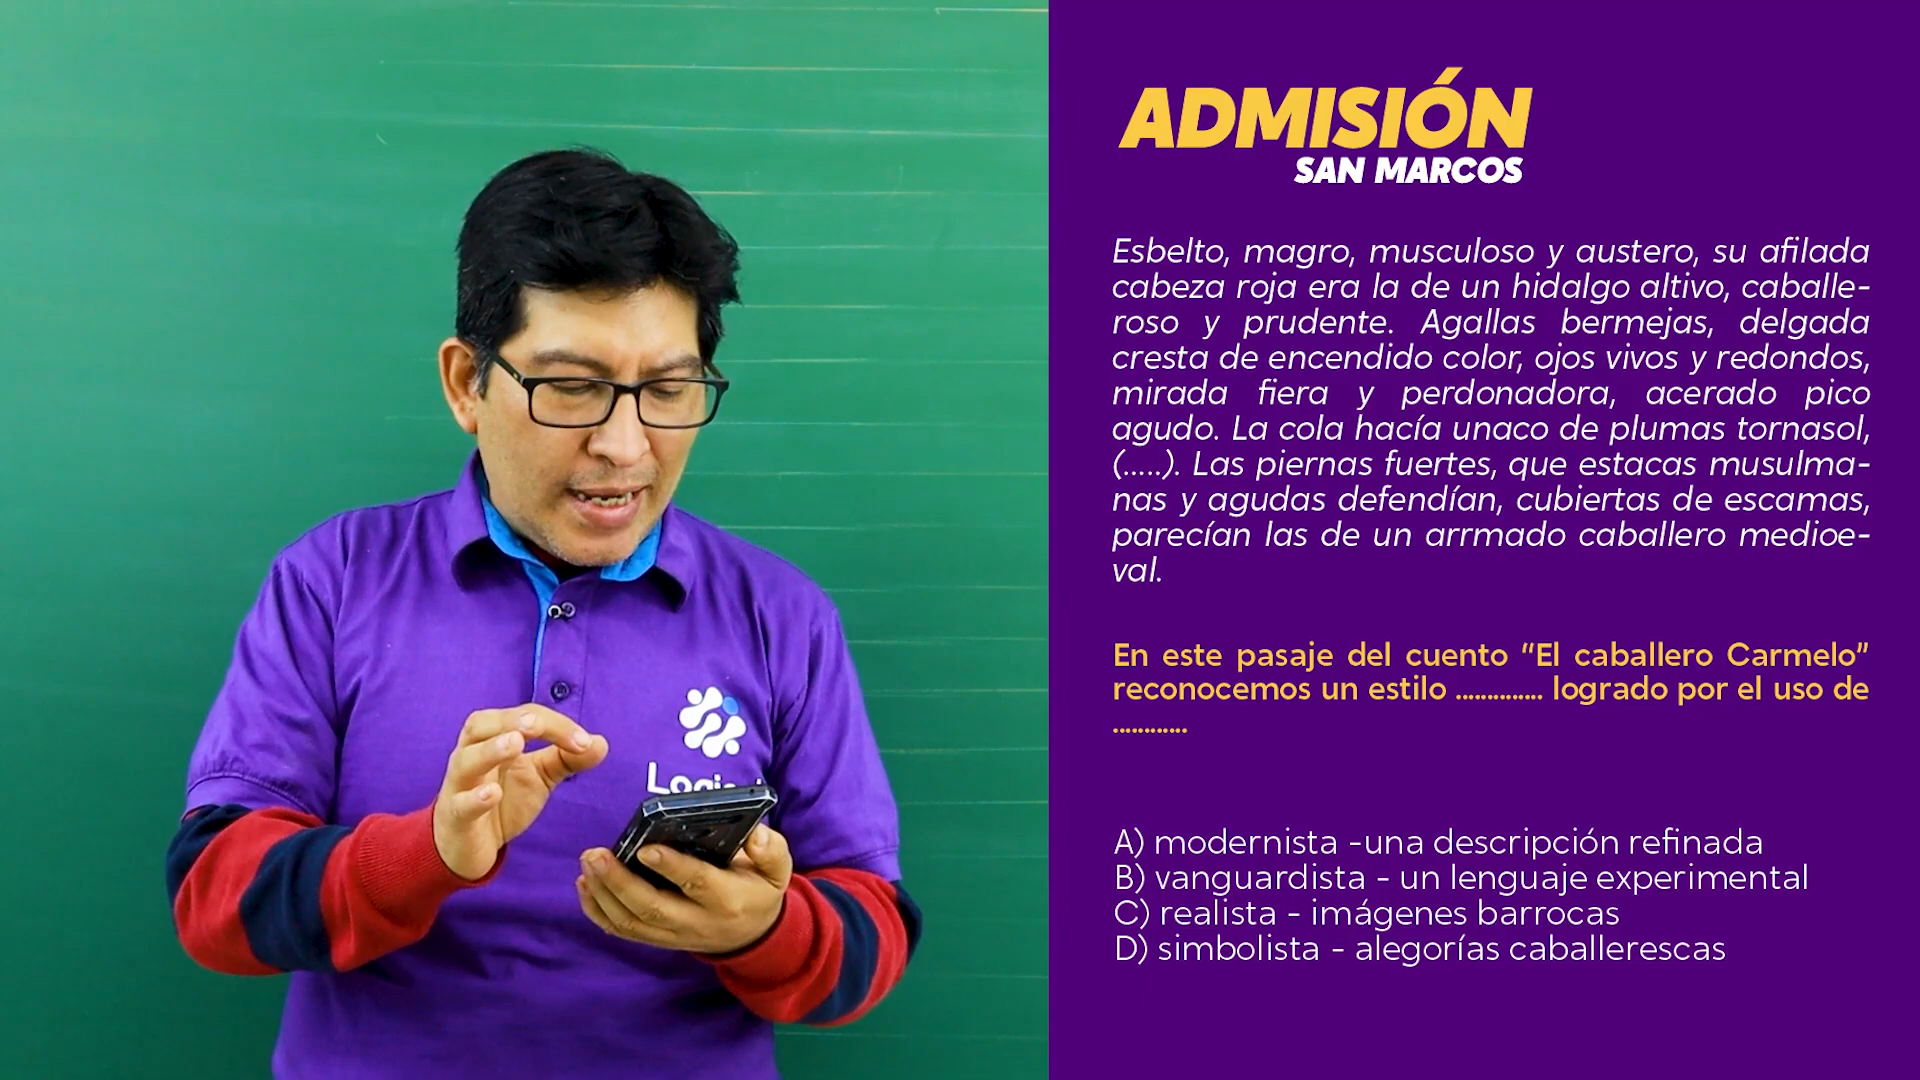 ADMISIÓN
SAN MARCOS
Esbelto, magro, musculoso y austero, su afilada
cabeza roja era la de un hidalgo altivo, caballe-
roso y prudente. Agallas bermejas, delgada
cresta de encendido color, ojos vivos y redondos,
mirada fiera y perdonadora, acerado pico
agudo. La cola hacía unaco de plumas tornasol,
(.....). Las piernas fuertes, que estacas musulma-
nas y agudas defendían, cubiertas de escamas,
parecían las de un arrmado caballero medioe-
val.
En este pasaje del cuento "El caballero Carmelo"
reconocemos un estilo .............. logrado por el uso de
............
A) modernista -una descripción refinada
B) vanguardista - un lenguaje experimental
C) realista - imágenes barrocas
D) simbolista - alegorías caballerescas